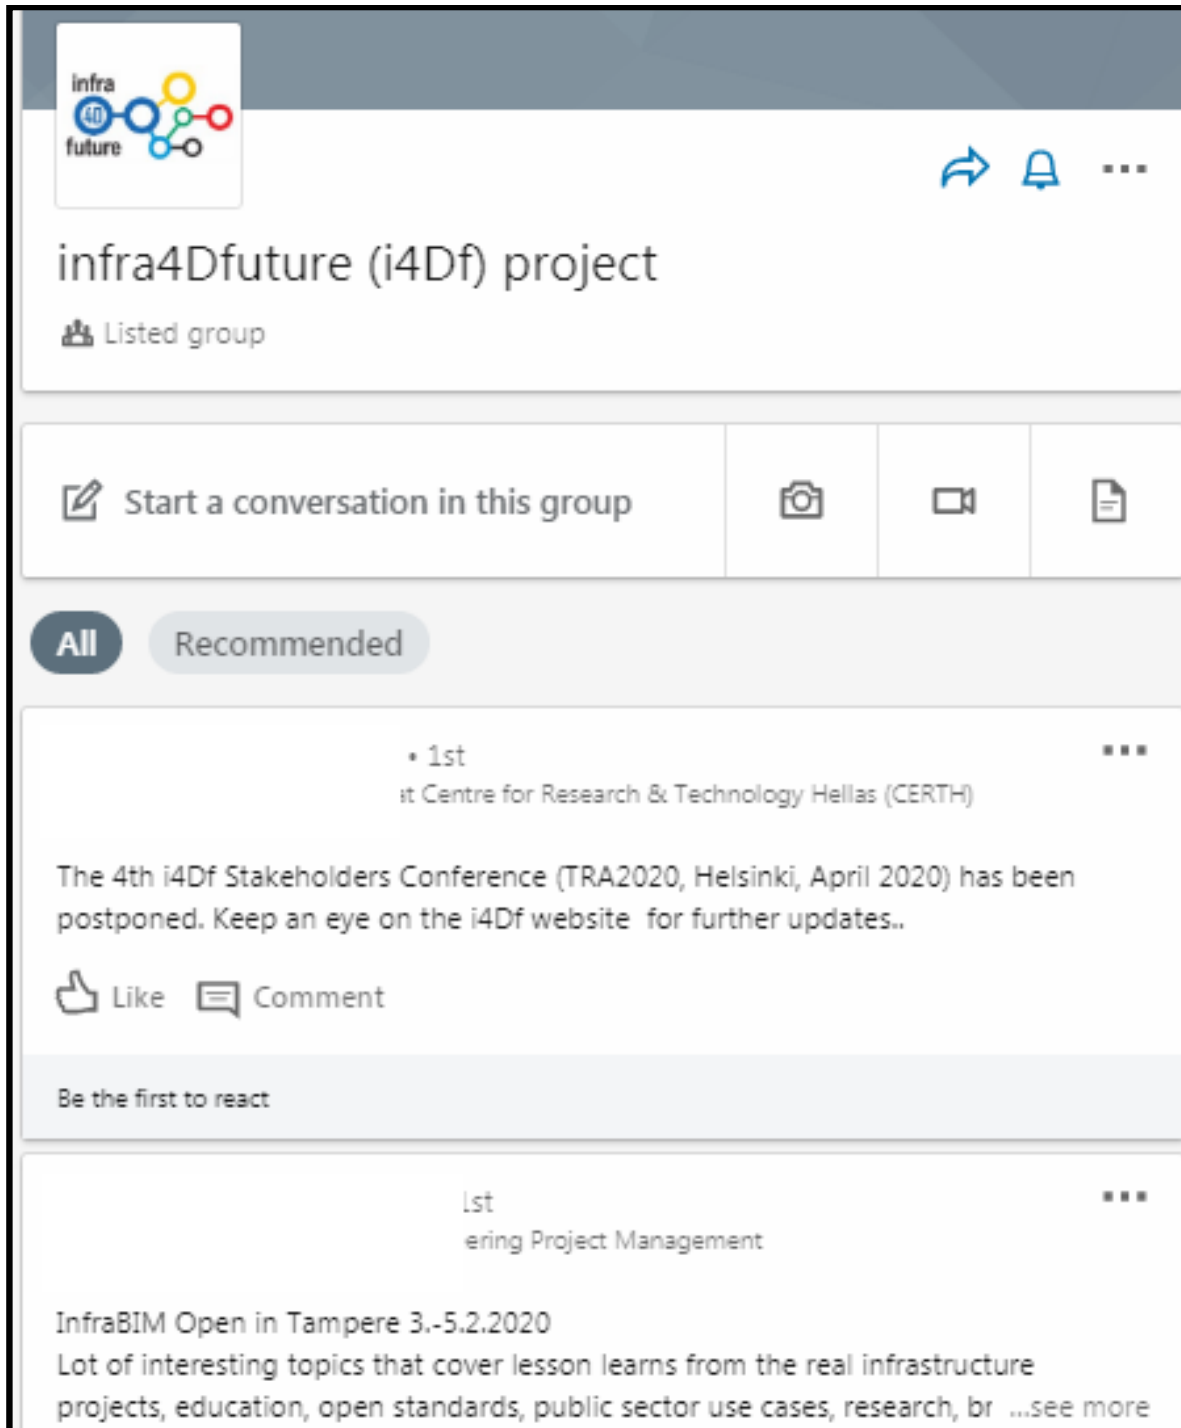 infra
4D
future
infra4Dfuture (i4Df) project
Listed group
Start a conversation in this group
All
Recommended
• 1st
at Centre for Research & Technology Hellas (CERTH)
The 4th i4Df Stakeholders Conference (TRA2020, Helsinki, April 2020) has been
postponed. Keep an eye on the i4Df website  for further updates..
Like Comment
Be the first to react
1st
ering Project Management
InfraBIM Open in Tampere 3.-5.2.2020
Lot of interesting topics that cover lesson learns from the real infrastructure
projects, education, open standards, public sector use cases, research, br ...see more